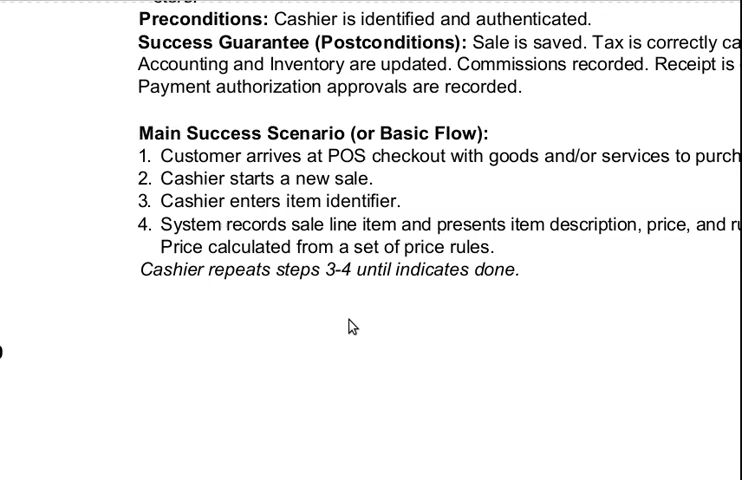 Preconditions: Cashier is identified and authenticated.
Success Guarantee (Postconditions): Sale is saved. Tax is correctly ca
Accounting and Inventory are updated. Commissions recorded. Receipt is
Payment authorization approvals are recorded.
Main Success Scenario (or Basic Flow):
1. Customer arrives at POS checkout with goods and/or services to purch
2. Cashier starts a new sale.
3. Cashier enters item identifier.
4. System records sale line item and presents item description, price, and ru
Price calculated from a set of price rules.
Cashier repeats steps 3-4 until indicates done.